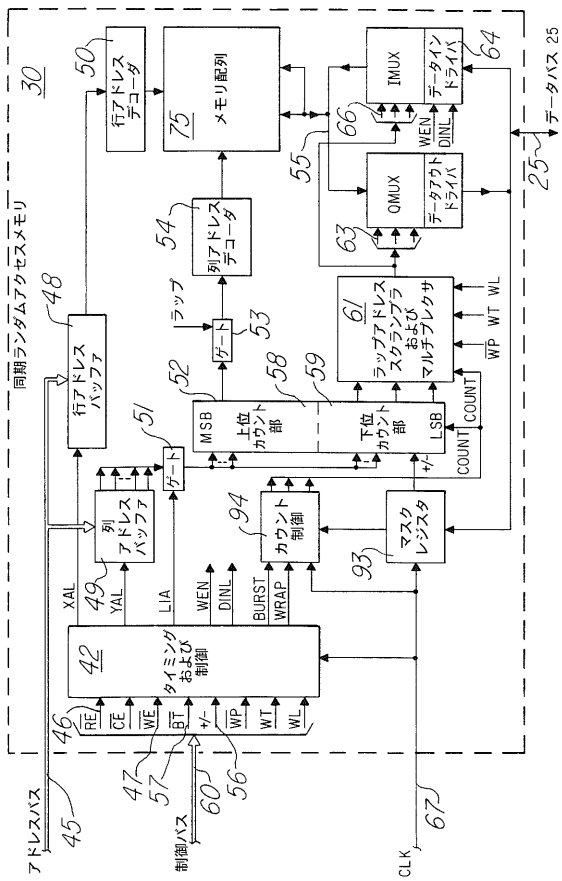 同期ランダムアクセスメモリ
30
アドレスバス
45
48
行アドレス
バッファ
50
行アドレス
デコーダ
49
列
アドレス
バッファ
51
ゲート
XAL
YAL
LIA
WEN
DINL
BURST
WRAP
42
タイミング
および
制御
RE
CE
WE
BT
+/-
WP
WT
WL
46
47
57
56
60
制御バス
52
MSB
上位
カウント
部
58
59
下位
カウント
部
LSB
+/-
ラップ
ゲート
53
54
列アドレス
デコーダ
75
メモリ配列
94
カウント
制御
93
マスク
レジスタ
COUNT
COUNT
61
ラップアドレス
スクランブラ
および
マルチプレクサ
WP
WT
WL
63
QMUX
データアウト
ドライバ
55
66
IMUX
データイン
ドライバ
64
WEN
DINL
25
データバス 25
CLK
67